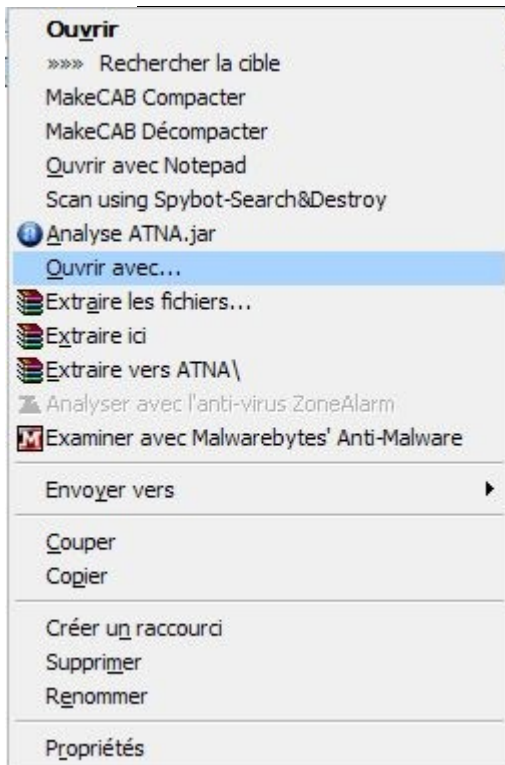 Ouvrir
»»» Rechercher la cible
MakeCAB Compacter
MakeCAB Décompacter
Ouvrir avec Notepad
Scan using Spybot-Search&Destroy
Analyse ATNA.jar
Ouvrir avec...
Extraire les fichiers...
Extraire ici
Extraire vers ATNA\
Analyser avec l'anti-virus ZoneAlarm
Examiner avec Malwarebytes' Anti-Malware
Envoyer vers
Couper
Copier
Créer un raccourci
Supprimer
Renommer
Propriétés